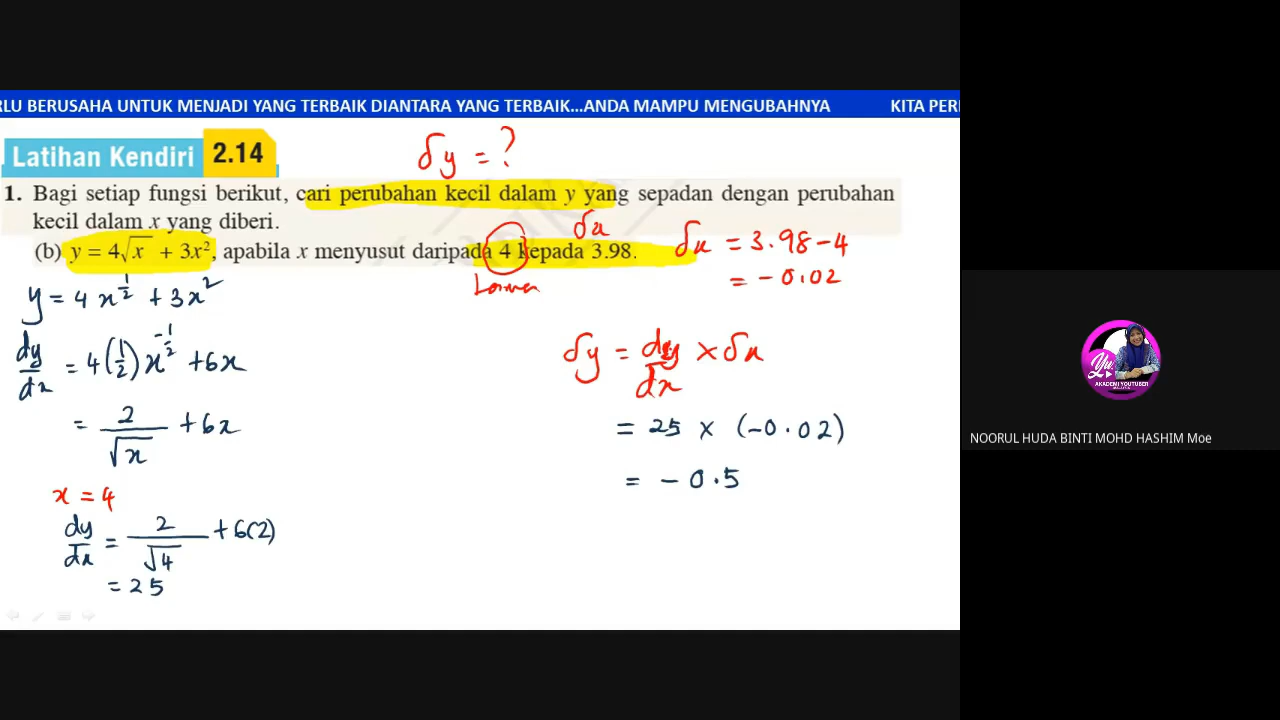 RLU BERUSAHA UNTUK MENJADI YANG TERBAIK DIANTARA YANG TERBAIK...ANDA MAMPU MENGUBAHNYA KITA PERI
Latihan Kendiri 2.14
δy = ?
1. Bagi setiap fungsi berikut, cari perubahan kecil dalam y yang sepadan dengan perubahan
kecil dalam x yang diberi.
δx
(b) y = 4√x + 3x², apabila x menyusut daripada 4 kepada 3.98.
Lama
δx = 3.98 - 4
= -0.02
y = 4x^(1/2) + 3x²
dy/dx = 4(1/2)x^(-1/2) + 6x
= 2/√x + 6x
x = 4
dy/dx = 2/√4 + 6(2)
= 25
δy = dy/dx × δx
= 25 × (-0.02)
= -0.5
Yu
AKADEMI YOUTUBER
NOORUL HUDA BINTI MOHD HASHIM Moe